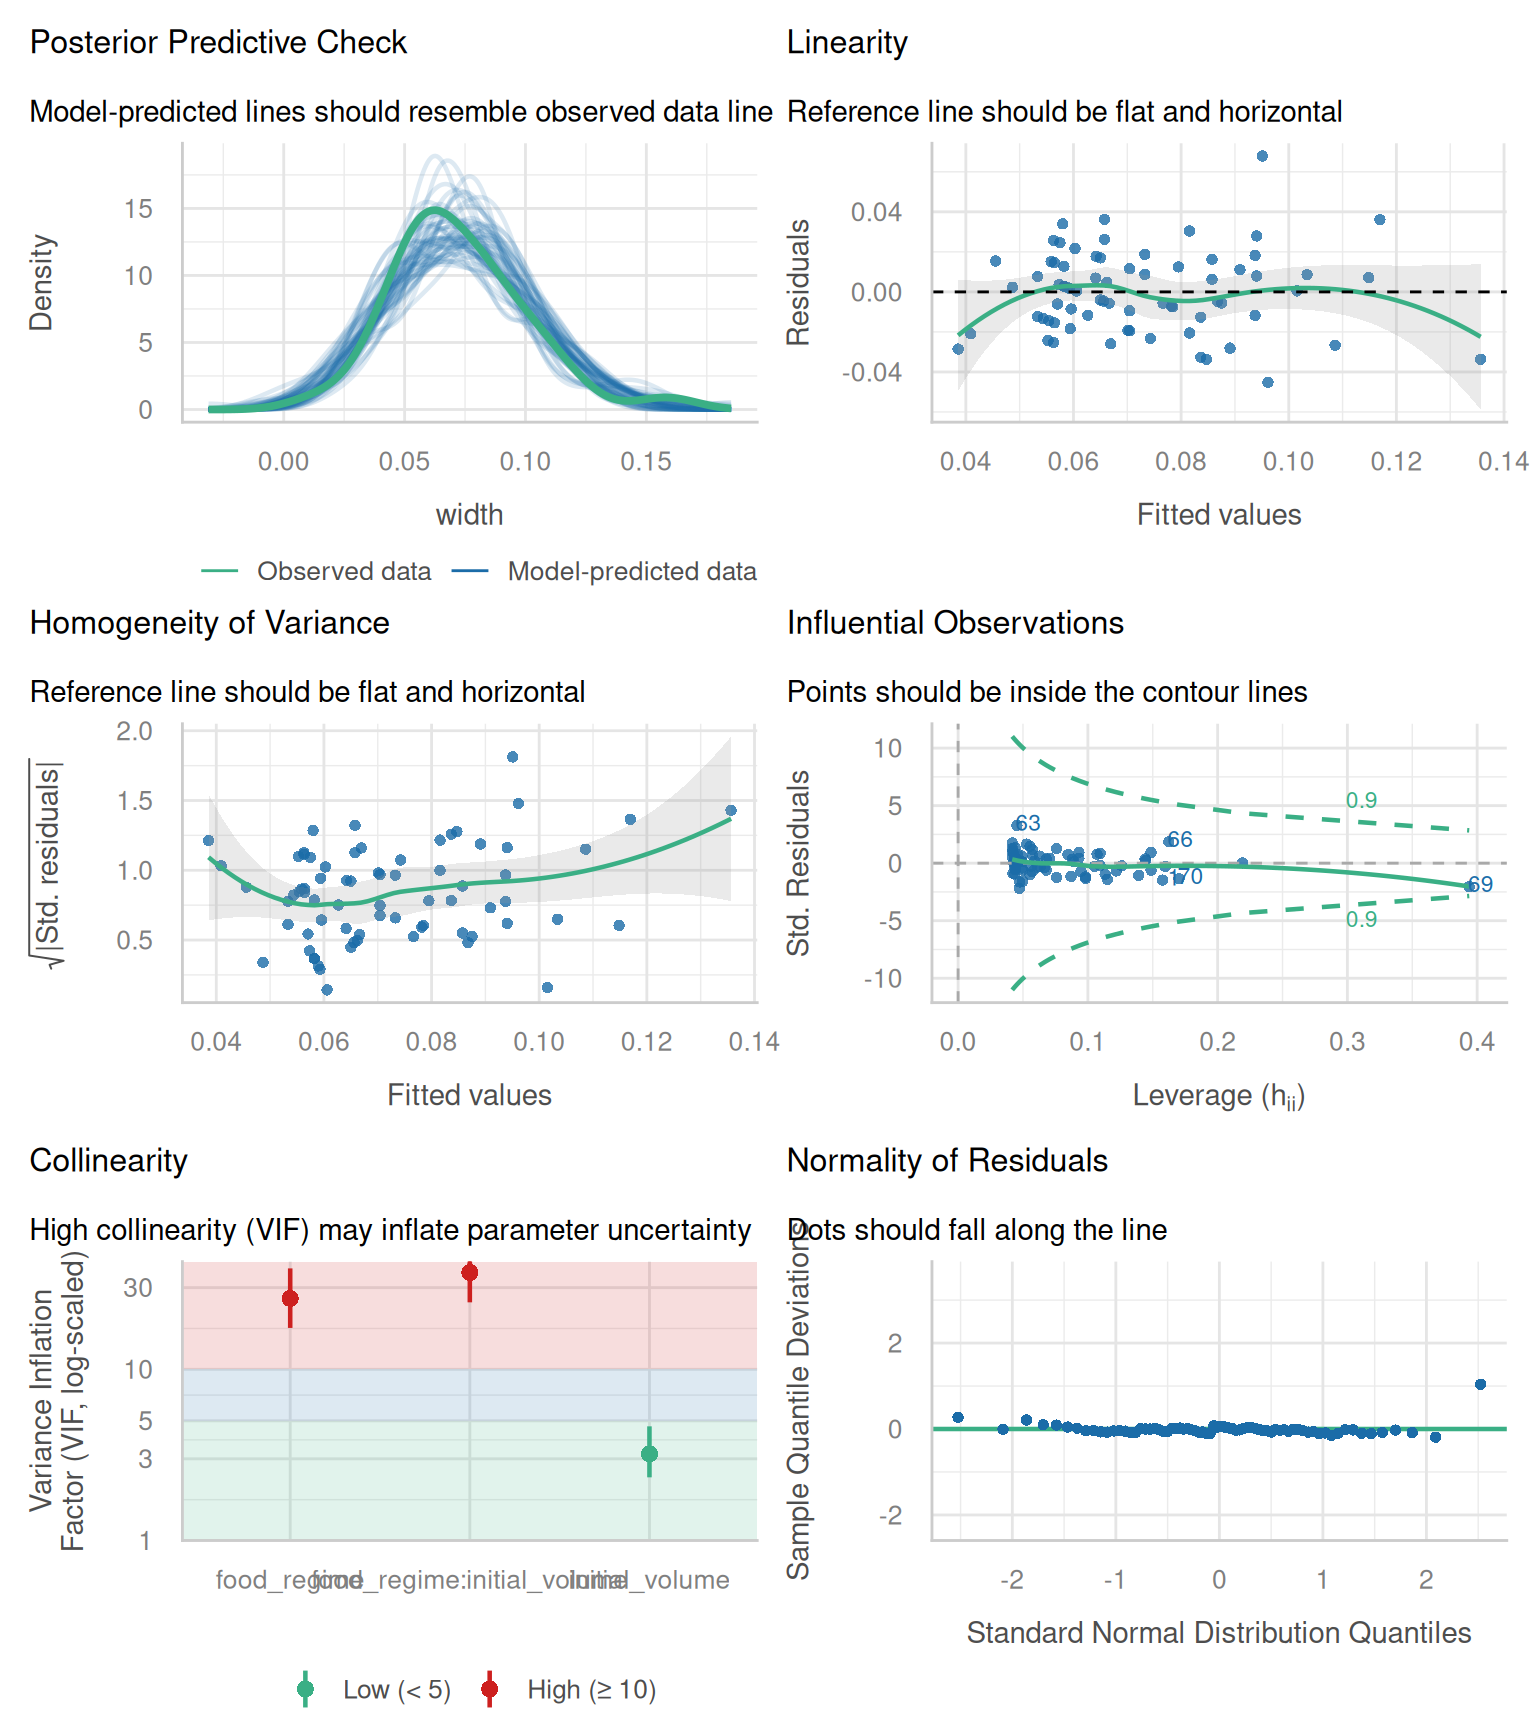 Posterior Predictive Check
Model-predicted lines should resemble observed data line
Density
15
10
5
0
0.00 0.05 0.10 0.15
width
Observed data Model-predicted data
Linearity
Reference line should be flat and horizontal
Residuals
0.04
0.00
-0.04
0.04 0.06 0.08 0.10 0.12 0.14
Fitted values
Homogeneity of Variance
Reference line should be flat and horizontal
√|Std. residuals|
2.0
1.5
1.0
0.5
0.04 0.06 0.08 0.10 0.12 0.14
Fitted values
Influential Observations
Points should be inside the contour lines
Std. Residuals
10
5
0
-5
-10
0.9
63
66
170
69
0.9
0.0 0.1 0.2 0.3 0.4
Leverage (hii)
Collinearity
High collinearity (VIF) may inflate parameter uncertainty
Variance Inflation
Factor (VIF, log-scaled)
30
10
5
3
1
food_regime food_regime:initial_volume initial_volume
Low (< 5) High (≥ 10)
Normality of Residuals
Dots should fall along the line
Sample Quantile Deviations
2
0
-2
-2 -1 0 1 2
Standard Normal Distribution Quantiles